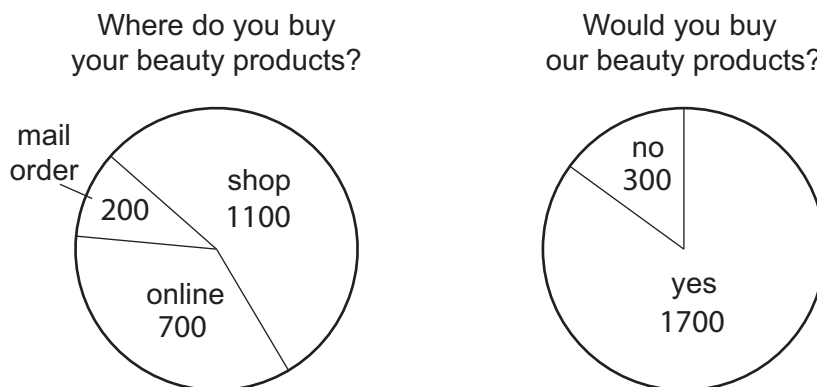 Where do you buy
your beauty products?
mail
order
200
shop
1100
online
700
Would you buy
our beauty products?
no
300
yes
1700